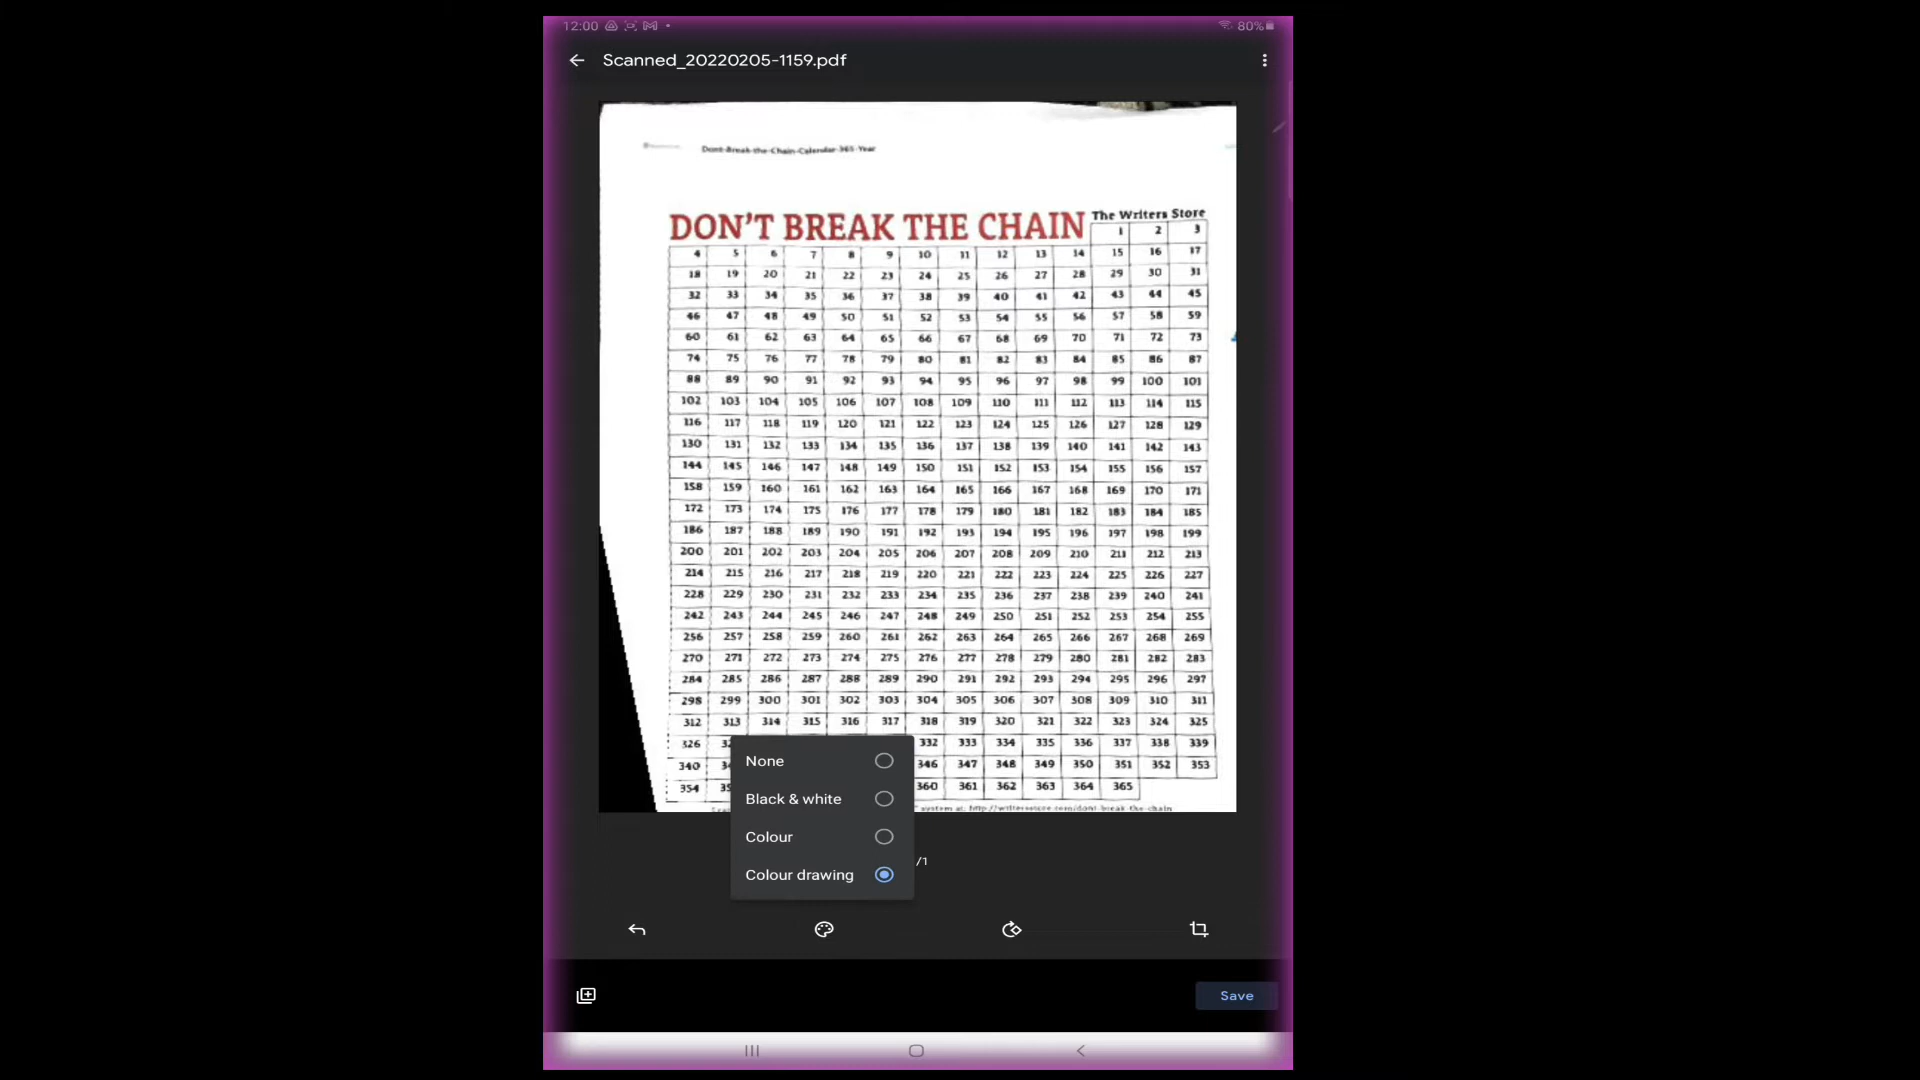 12:00
80%
Scanned_20220205-1159.pdf
Dont-Break-the-Chain-Calendar-365-Year
DON'T BREAK THE CHAIN The Writers Store
1 2 3
4 5 6 7 8 9 10 11 12 13 14 15 16 17
18 19 20 21 22 23 24 25 26 27 28 29 30 31
32 33 34 35 36 37 38 39 40 41 42 43 44 45
46 47 48 49 50 51 52 53 54 55 56 57 58 59
60 61 62 63 64 65 66 67 68 69 70 71 72 73
74 75 76 77 78 79 80 81 82 83 84 85 86 87
88 89 90 91 92 93 94 95 96 97 98 99 100 101
102 103 104 105 106 107 108 109 110 111 112 113 114 115
116 117 118 119 120 121 122 123 124 125 126 127 128 129
130 131 132 133 134 135 136 137 138 139 140 141 142 143
144 145 146 147 148 149 150 151 152 153 154 155 156 157
158 159 160 161 162 163 164 165 166 167 168 169 170 171
172 173 174 175 176 177 178 179 180 181 182 183 184 185
186 187 188 189 190 191 192 193 194 195 196 197 198 199
200 201 202 203 204 205 206 207 208 209 210 211 212 213
214 215 216 217 218 219 220 221 222 223 224 225 226 227
228 229 230 231 232 233 234 235 236 237 238 239 240 241
242 243 244 245 246 247 248 249 250 251 252 253 254 255
256 257 258 259 260 261 262 263 264 265 266 267 268 269
270 271 272 273 274 275 276 277 278 279 280 281 282 283
284 285 286 287 288 289 290 291 292 293 294 295 296 297
298 299 300 301 302 303 304 305 306 307 308 309 310 311
312 313 314 315 316 317 318 319 320 321 322 323 324 325
326 332 333 334 335 336 337 338 339
340 346 347 348 349 350 351 352 353
354 360 361 362 363 364 365
system at: http://writersstore.com/dont-break-the-chain
None
Black & white
Colour
Colour drawing
/1
Save